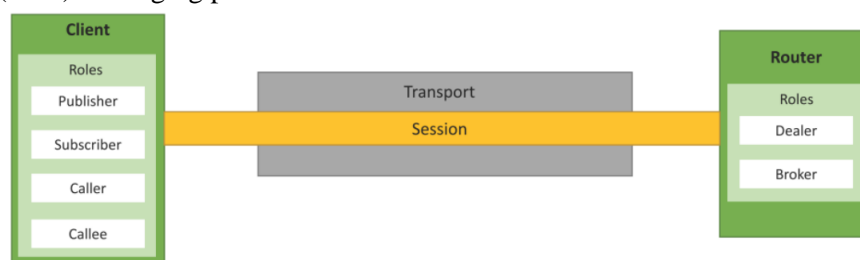 Client
Roles
Publisher
Subscriber
Caller
Callee
Transport
Session
Router
Roles
Dealer
Broker